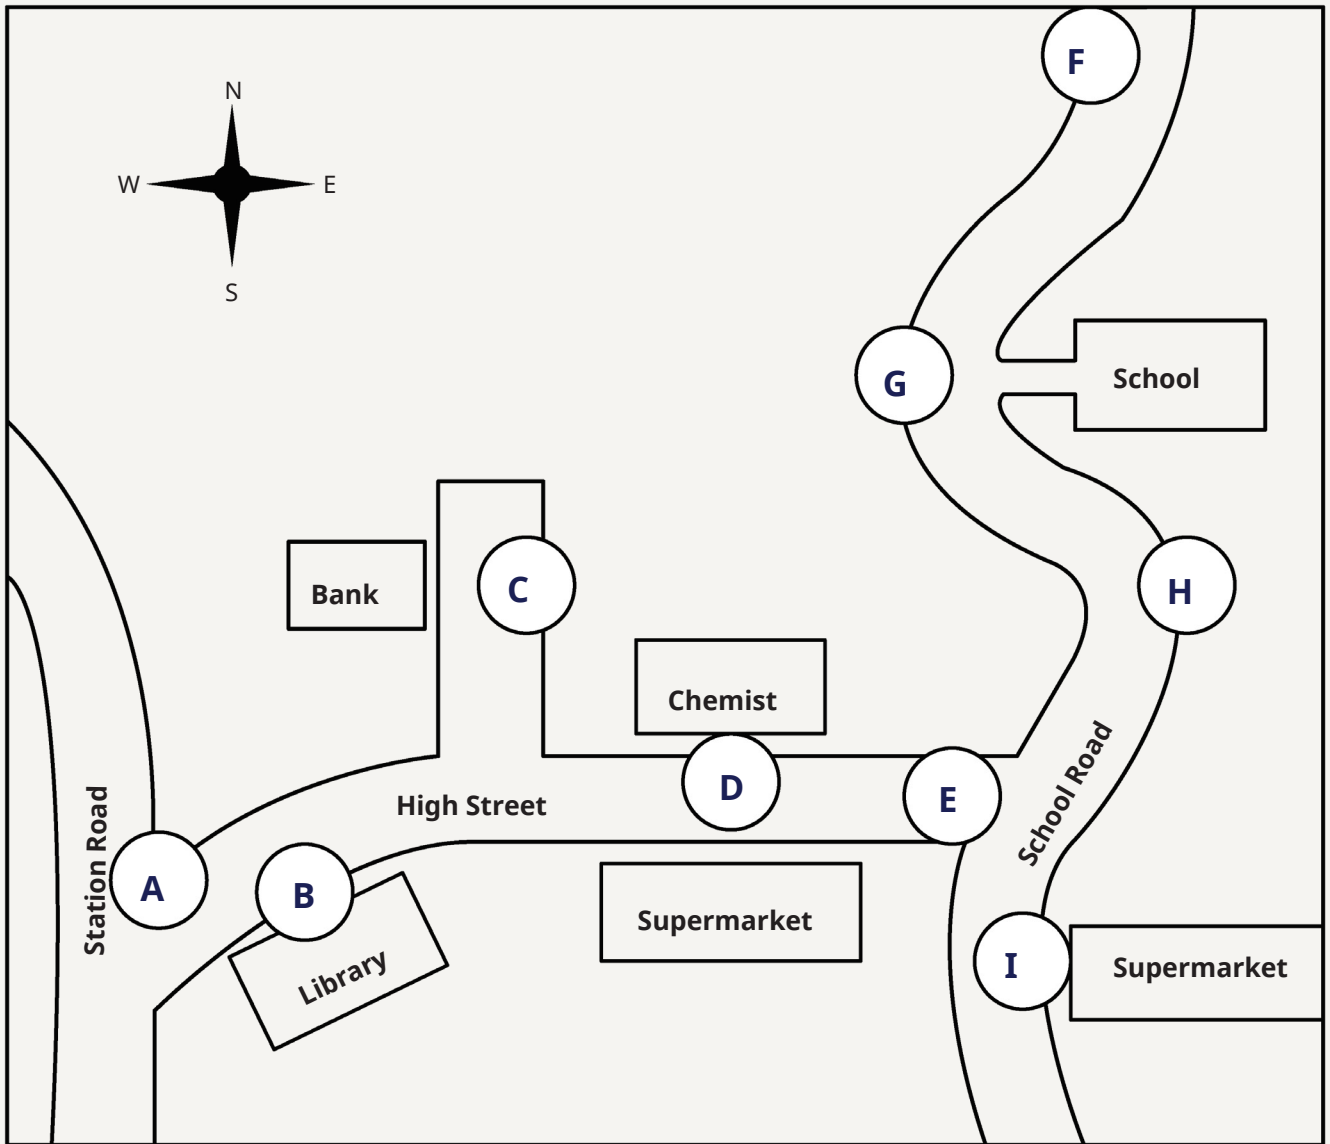 F
N
W
E
S
G
School
Bank
C
H
Chemist
D
E
High Street
School Road
Station Road
A
B
Library
Supermarket
I
Supermarket